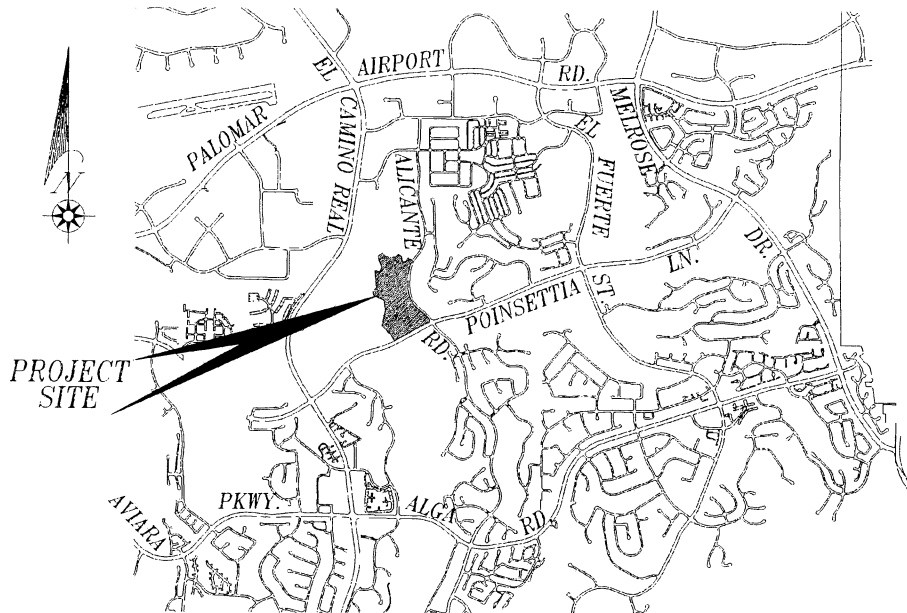 PALOMAR AIRPORT RD.
EL CAMINO REAL
ALICANTE RD.
EL FUERTE ST.
MELROSE DR.
POINSETTIA LN.
N
PROJECT
SITE
AVIARA PKWY.
ALGA RD.